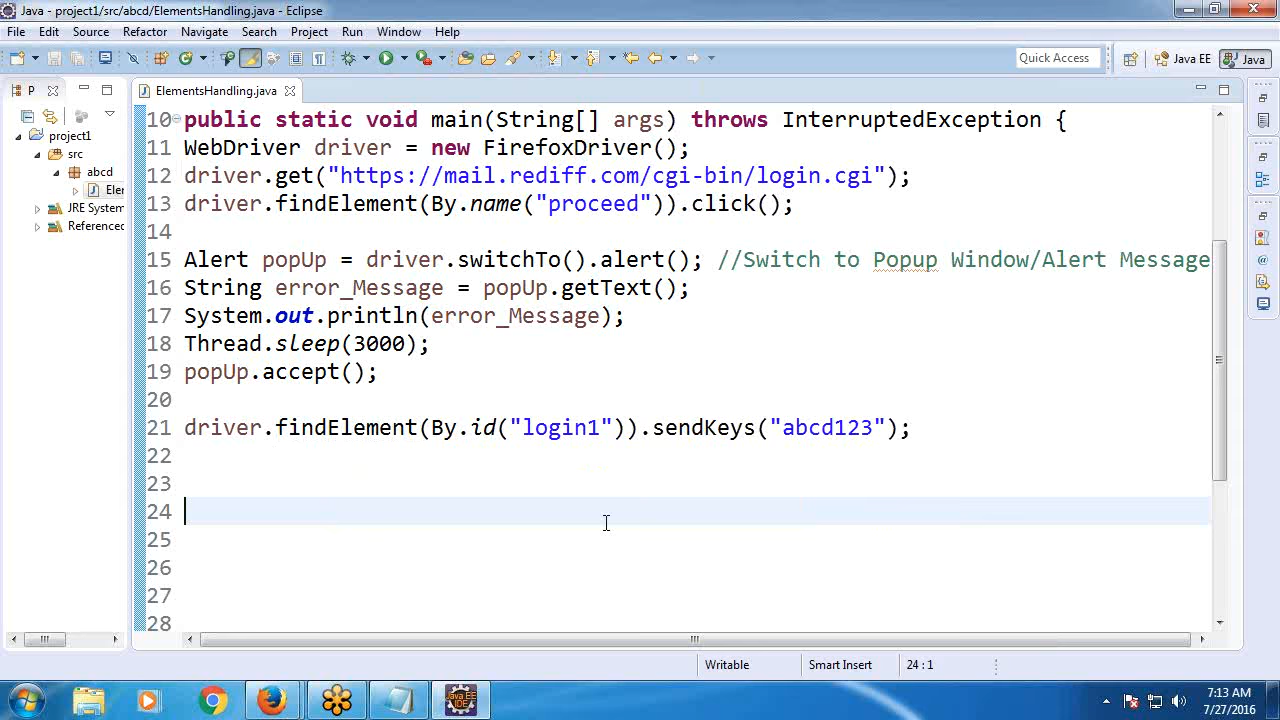 Java - project1/src/abcd/ElementsHandling.java - Eclipse
File Edit Source Refactor Navigate Search Project Run Window Help
Quick Access Java EE Java
P ElementsHandling.java
project1
src
abcd
Ele
JRE System
Referenced
10 public static void main(String[] args) throws InterruptedException {
11 WebDriver driver = new FirefoxDriver();
12 driver.get("https://mail.rediff.com/cgi-bin/login.cgi");
13 driver.findElement(By.name("proceed")).click();
14
15 Alert popUp = driver.switchTo().alert(); //Switch to Popup Window/Alert Message
16 String error_Message = popUp.getText();
17 System.out.println(error_Message);
18 Thread.sleep(3000);
19 popUp.accept();
20
21 driver.findElement(By.id("login1")).sendKeys("abcd123");
22
23
24
25
26
27
28
Writable Smart Insert 24 : 1
Java EE
IDE
7:13 AM
7/27/2016